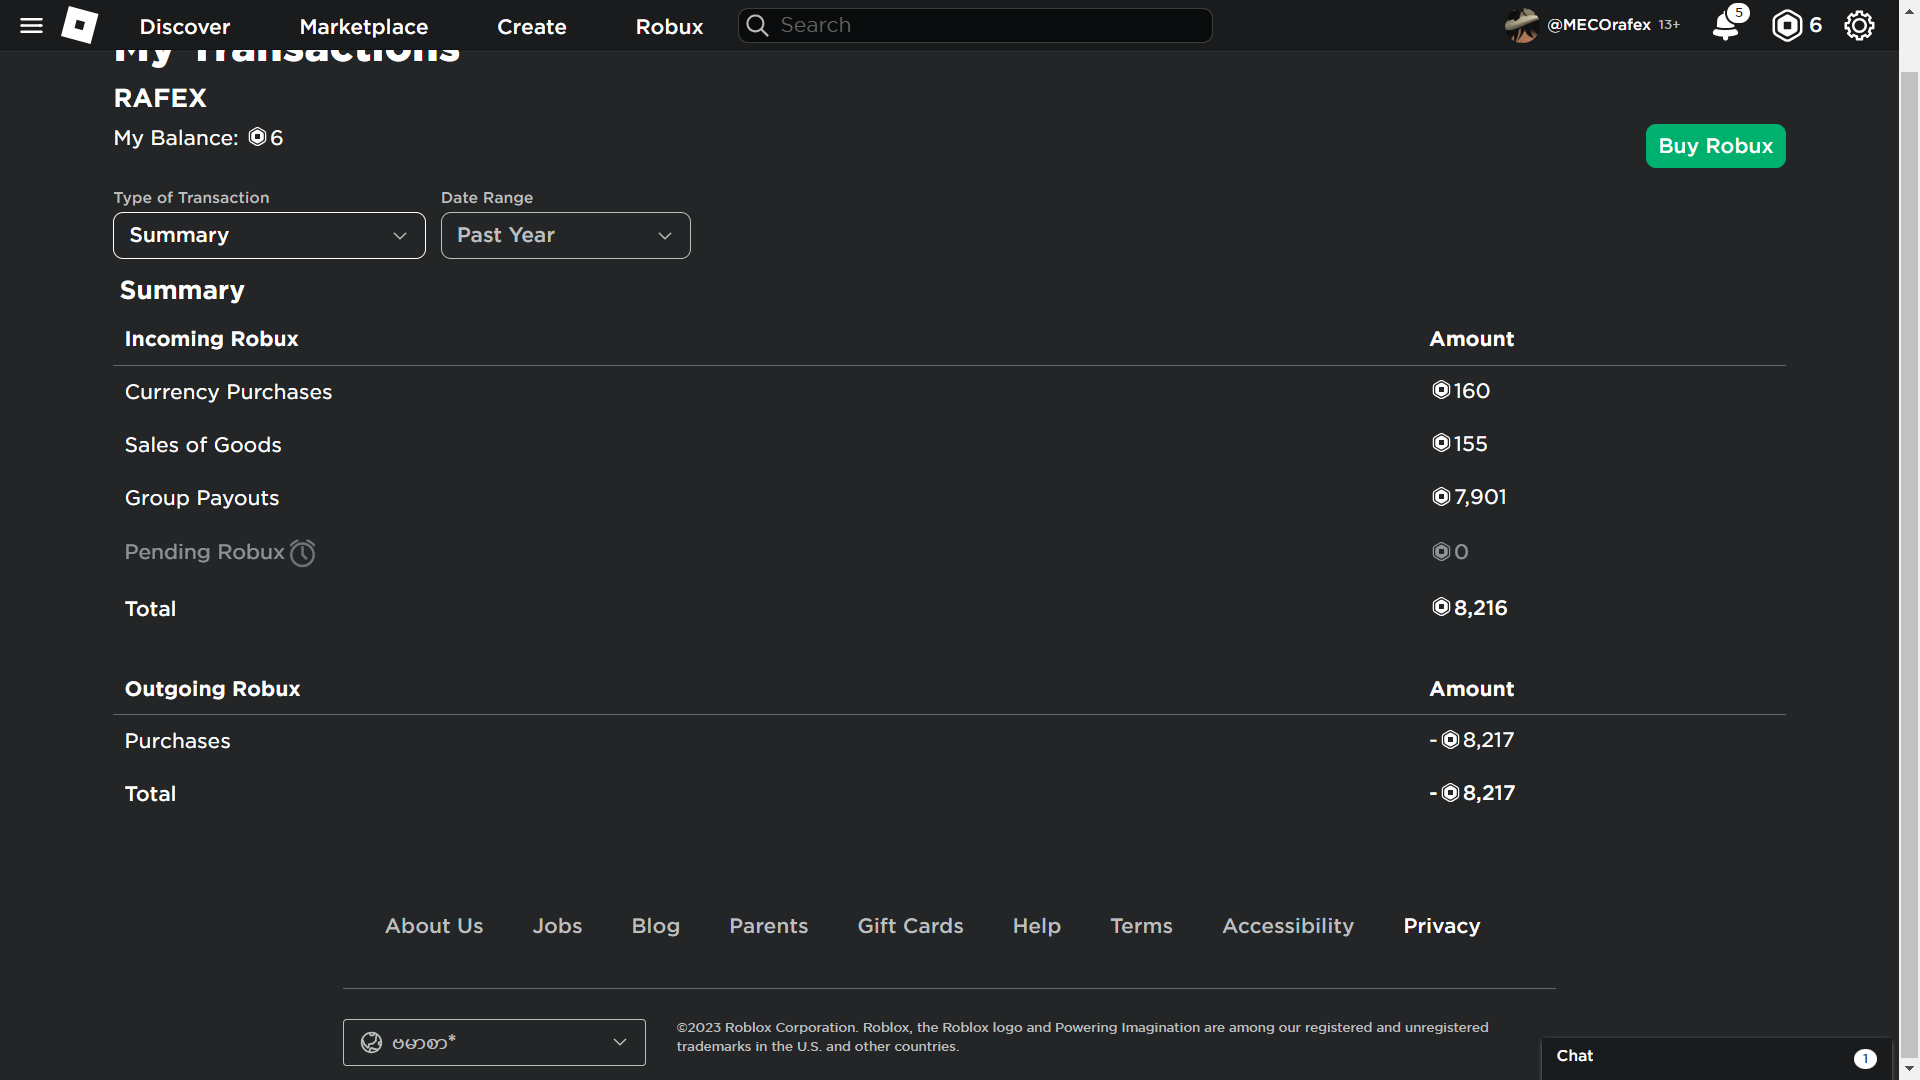 Discover Marketplace Create Robux Search @MECOrafex 13+ 5 6
My Transactions
RAFEX
My Balance: 6
Buy Robux
Type of Transaction Date Range
Summary Past Year
Summary
Incoming Robux Amount
Currency Purchases 160
Sales of Goods 155
Group Payouts 7,901
Pending Robux 0
Total 8,216
Outgoing Robux Amount
Purchases -8,217
Total -8,217
About Us Jobs Blog Parents Gift Cards Help Terms Accessibility Privacy
ဗမာစာ*
©2023 Roblox Corporation. Roblox, the Roblox logo and Powering Imagination are among our registered and unregistered
trademarks in the U.S. and other countries.
Chat 1